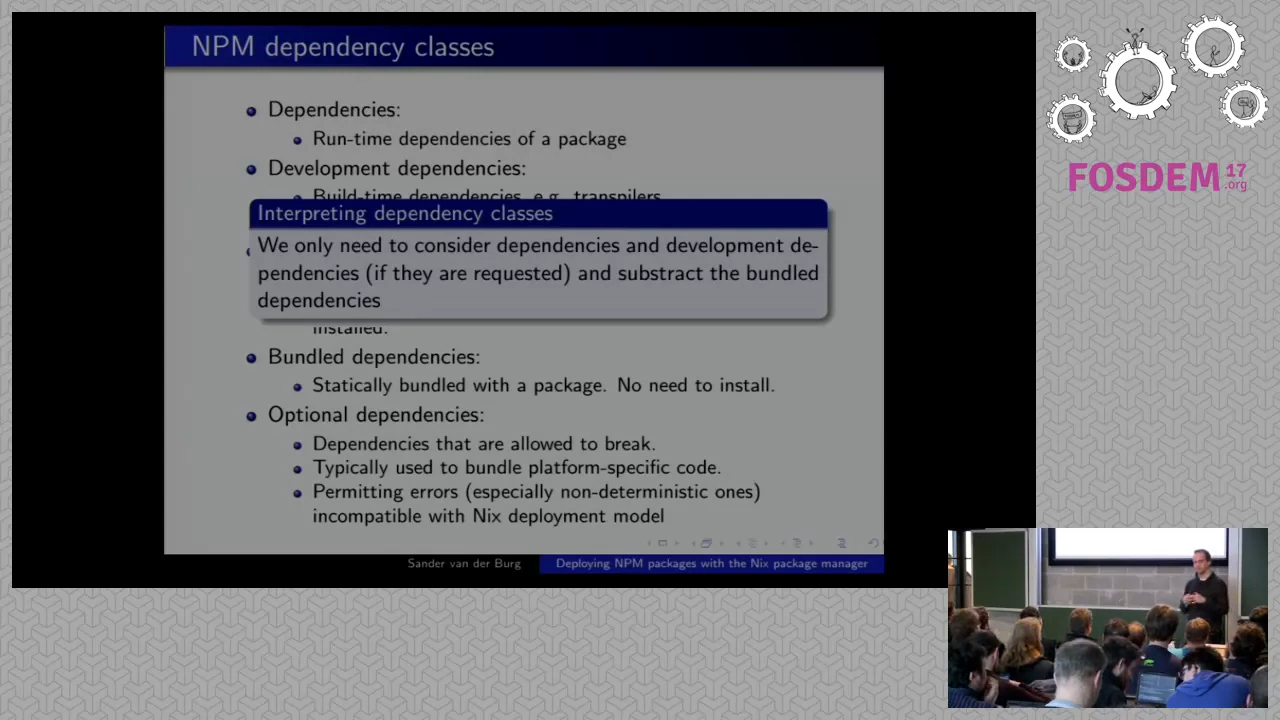 NPM dependency classes
Dependencies:
Run-time dependencies of a package
Development dependencies:
Build-time dependencies, e.g. transpilers
Interpreting dependency classes
We only need to consider dependencies and development de-
pendencies (if they are requested) and substract the bundled
dependencies
installed.
Bundled dependencies:
Statically bundled with a package. No need to install.
Optional dependencies:
Dependencies that are allowed to break.
Typically used to bundle platform-specific code.
Permitting errors (especially non-deterministic ones)
incompatible with Nix deployment model
Sander van der Burg
Deploying NPM packages with the Nix package manager
FOSDEM 17
.org